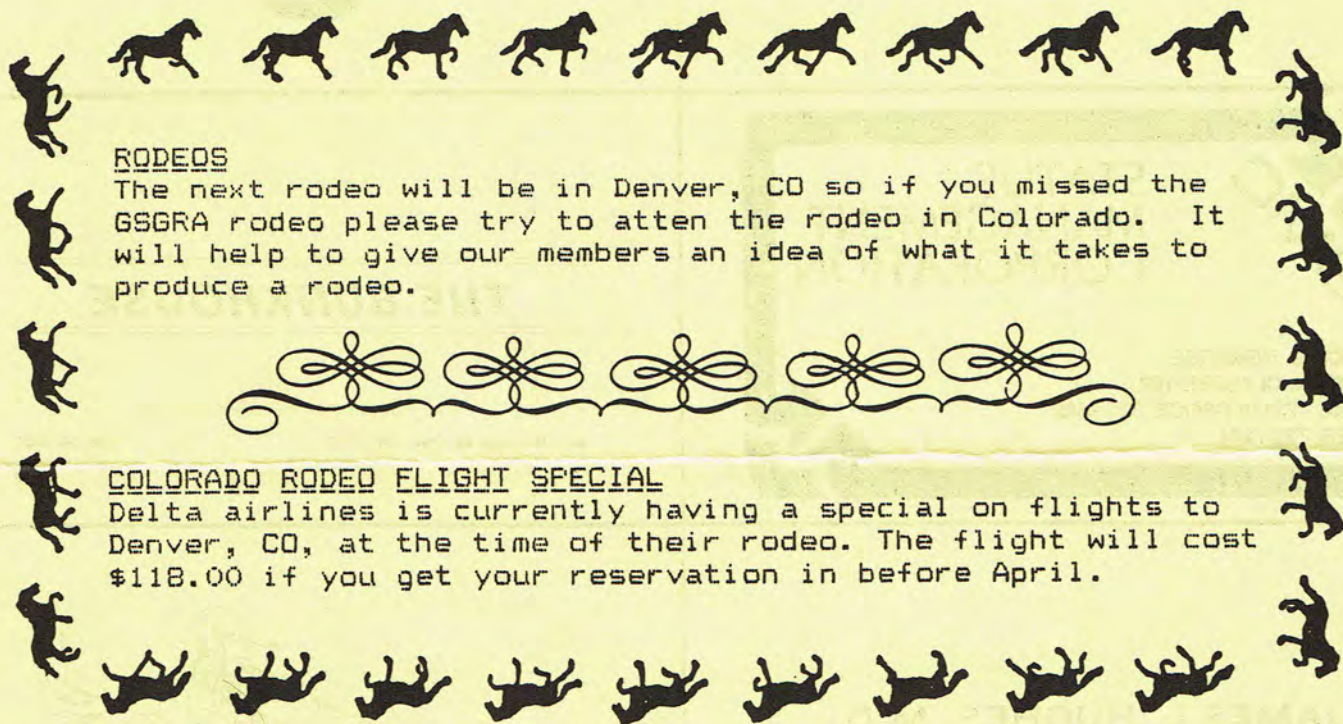 RODEOS
The next rodeo will be in Denver, CO so if you missed the
GSGRA rodeo please try to atten the rodeo in Colorado.  It
will help to give our members an idea of what it takes to
produce a rodeo.
COLORADO RODEO FLIGHT SPECIAL
Delta airlines is currently having a special on flights to
Denver, CO, at the time of their rodeo. The flight will cost
$118.00 if you get your reservation in before April.